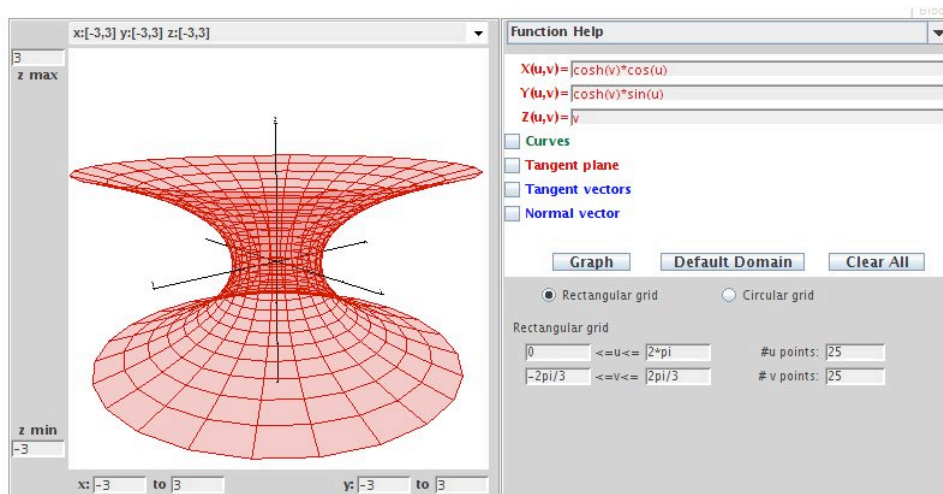 x:[-3,3] y:[-3,3] z:[-3,3]
3
z max
z min
-3
x: -3 to 3 y: -3 to 3
Function Help
X(u,v)= cosh(v)*cos(u)
Y(u,v)= cosh(v)*sin(u)
Z(u,v)= v
Curves
Tangent plane
Tangent vectors
Normal vector
Graph Default Domain Clear All
Rectangular grid Circular grid
Rectangular grid
0 <=u<= 2*pi #u points: 25
-2pi/3 <=v<= 2pi/3 # v points: 25